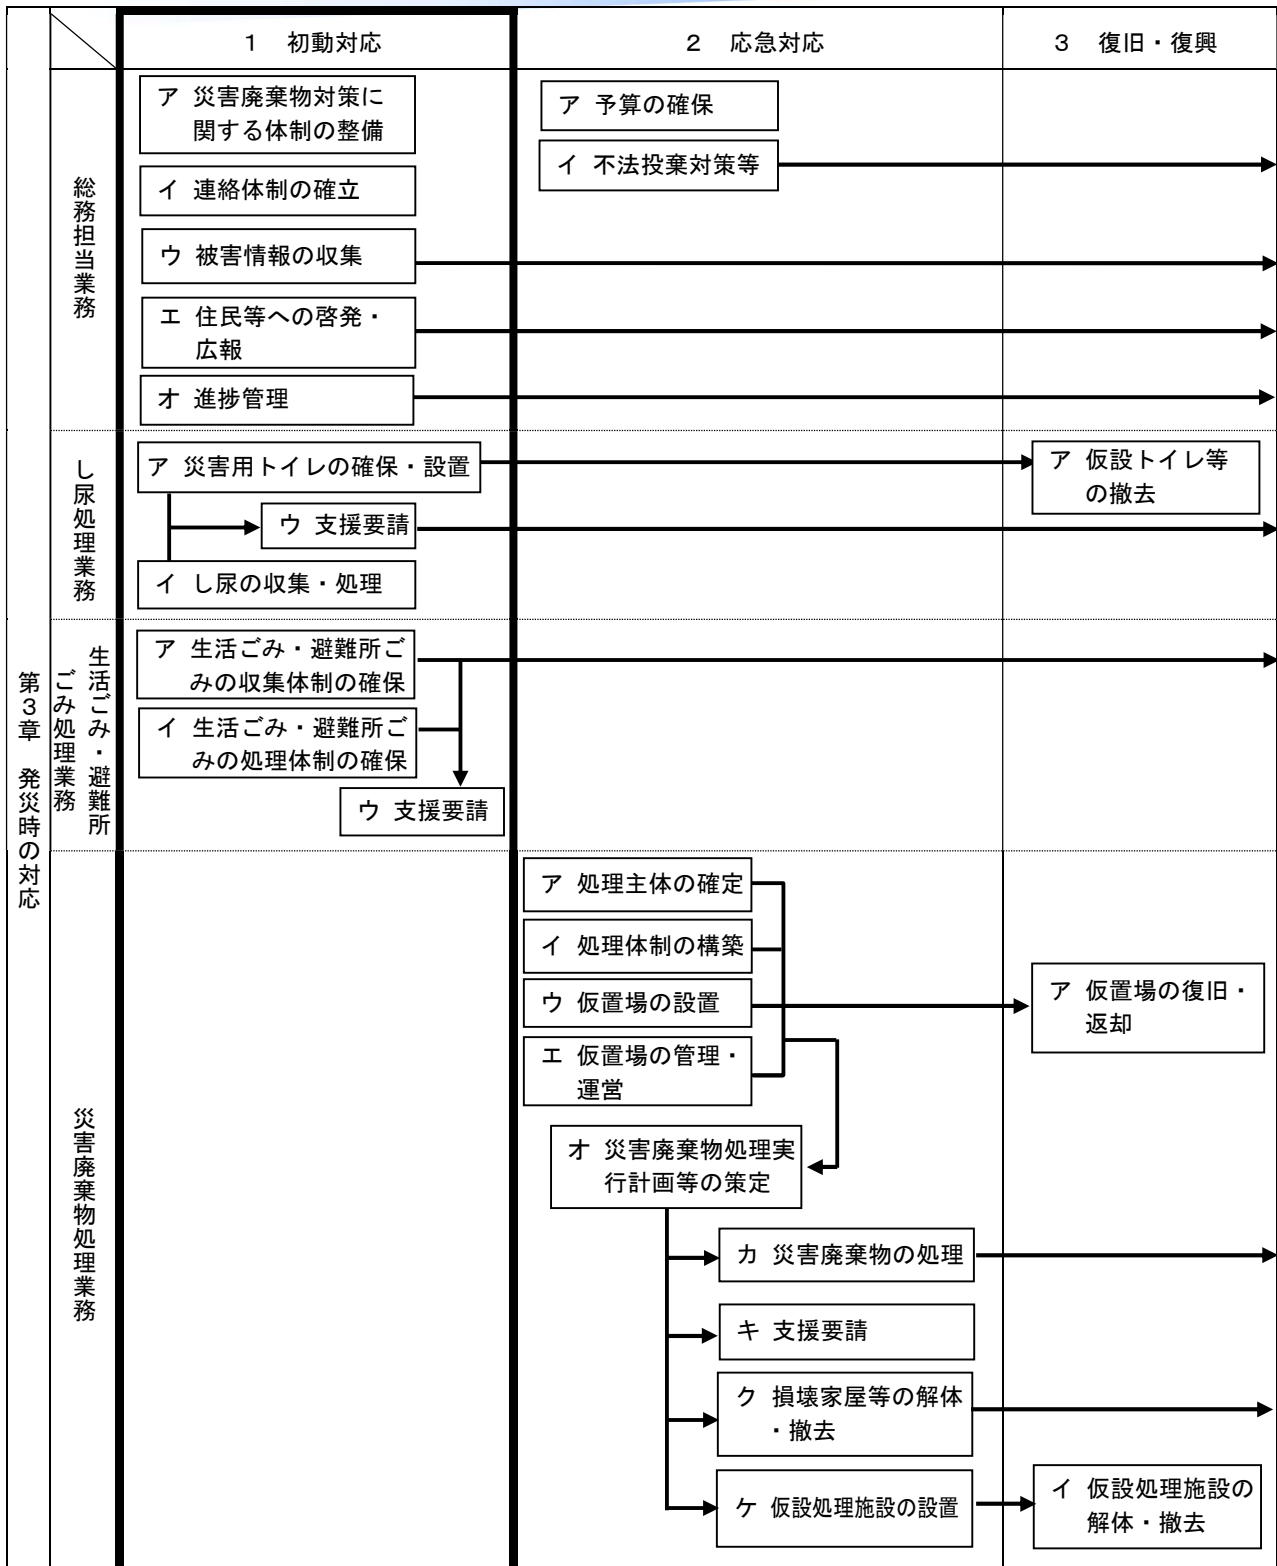 1　初動対応
2　応急対応
3　復旧・復興
第3章　発災時の対応
総務担当業務
ア 災害廃棄物対策に
関する体制の整備
イ 連絡体制の確立
ウ 被害情報の収集
エ 住民等への啓発・
広報
オ 進捗管理
ア 予算の確保
イ 不法投棄対策等
し尿処理業務
ア 災害用トイレの確保・設置
ウ 支援要請
イ し尿の収集・処理
ア 仮設トイレ等
の撤去
生活ごみ・避難所
ごみ処理業務
ア 生活ごみ・避難所ご
みの収集体制の確保
イ 生活ごみ・避難所ご
みの処理体制の確保
ウ 支援要請
災害廃棄物処理業務
ア 処理主体の確定
イ 処理体制の構築
ウ 仮置場の設置
エ 仮置場の管理・
運営
オ 災害廃棄物処理実
行計画等の策定
カ 災害廃棄物の処理
キ 支援要請
ク 損壊家屋等の解体
・撤去
ケ 仮設処理施設の設置
ア 仮置場の復旧・
返却
イ 仮設処理施設の
解体・撤去